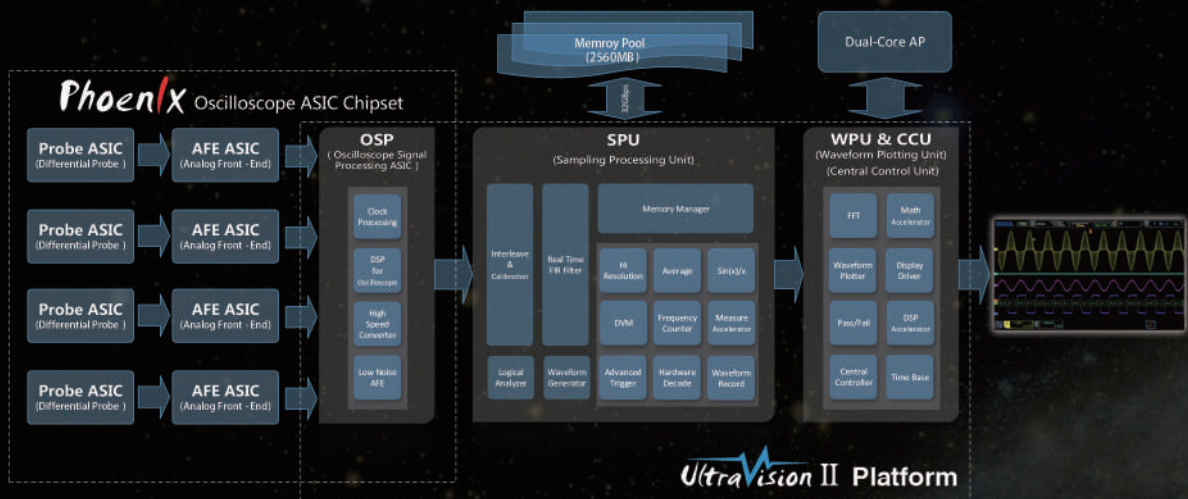 Memroy Pool
(2560MB)
Dual-Core AP
Phoenix Oscilloscope ASIC Chipset
32GBps
Probe ASIC
(Differential Probe )
AFE ASIC
(Analog Front - End)
Probe ASIC
(Differential Probe )
AFE ASIC
(Analog Front -End)
Probe ASIC
(Differential Probe )
AFE ASIC
(Analog Front -End)
Probe ASIC
(Differential Probe )
AFE ASIC
(Analog Front -End)
OSP
( Oscilloscope Signal
Processing ASIC )
Clock
Processing
DSP
for
Oscilloscope
High
Speed
Converter
Low Noise
AFE
SPU
(Sampling Processing Unit)
Interleave
&
Calibration
Real Time
FIR Filter
Memory Manager
Hi
Resolution
Average
Sin(x)/x
DVM
Frequency
Counter
Measure
Accelerator
Logical
Analyzer
Waveform
Generator
Advanced
Trigger
Hardware
Decode
Waveform
Record
WPU & CCU
(Waveform Plotting Unit)
(Central Control Unit)
FFT
Math
Accelerator
Waveform
Plotter
Display
Driver
Pass/Fail
DSP
Accelerator
Central
Controller
Time Base
UltraVision II Platform